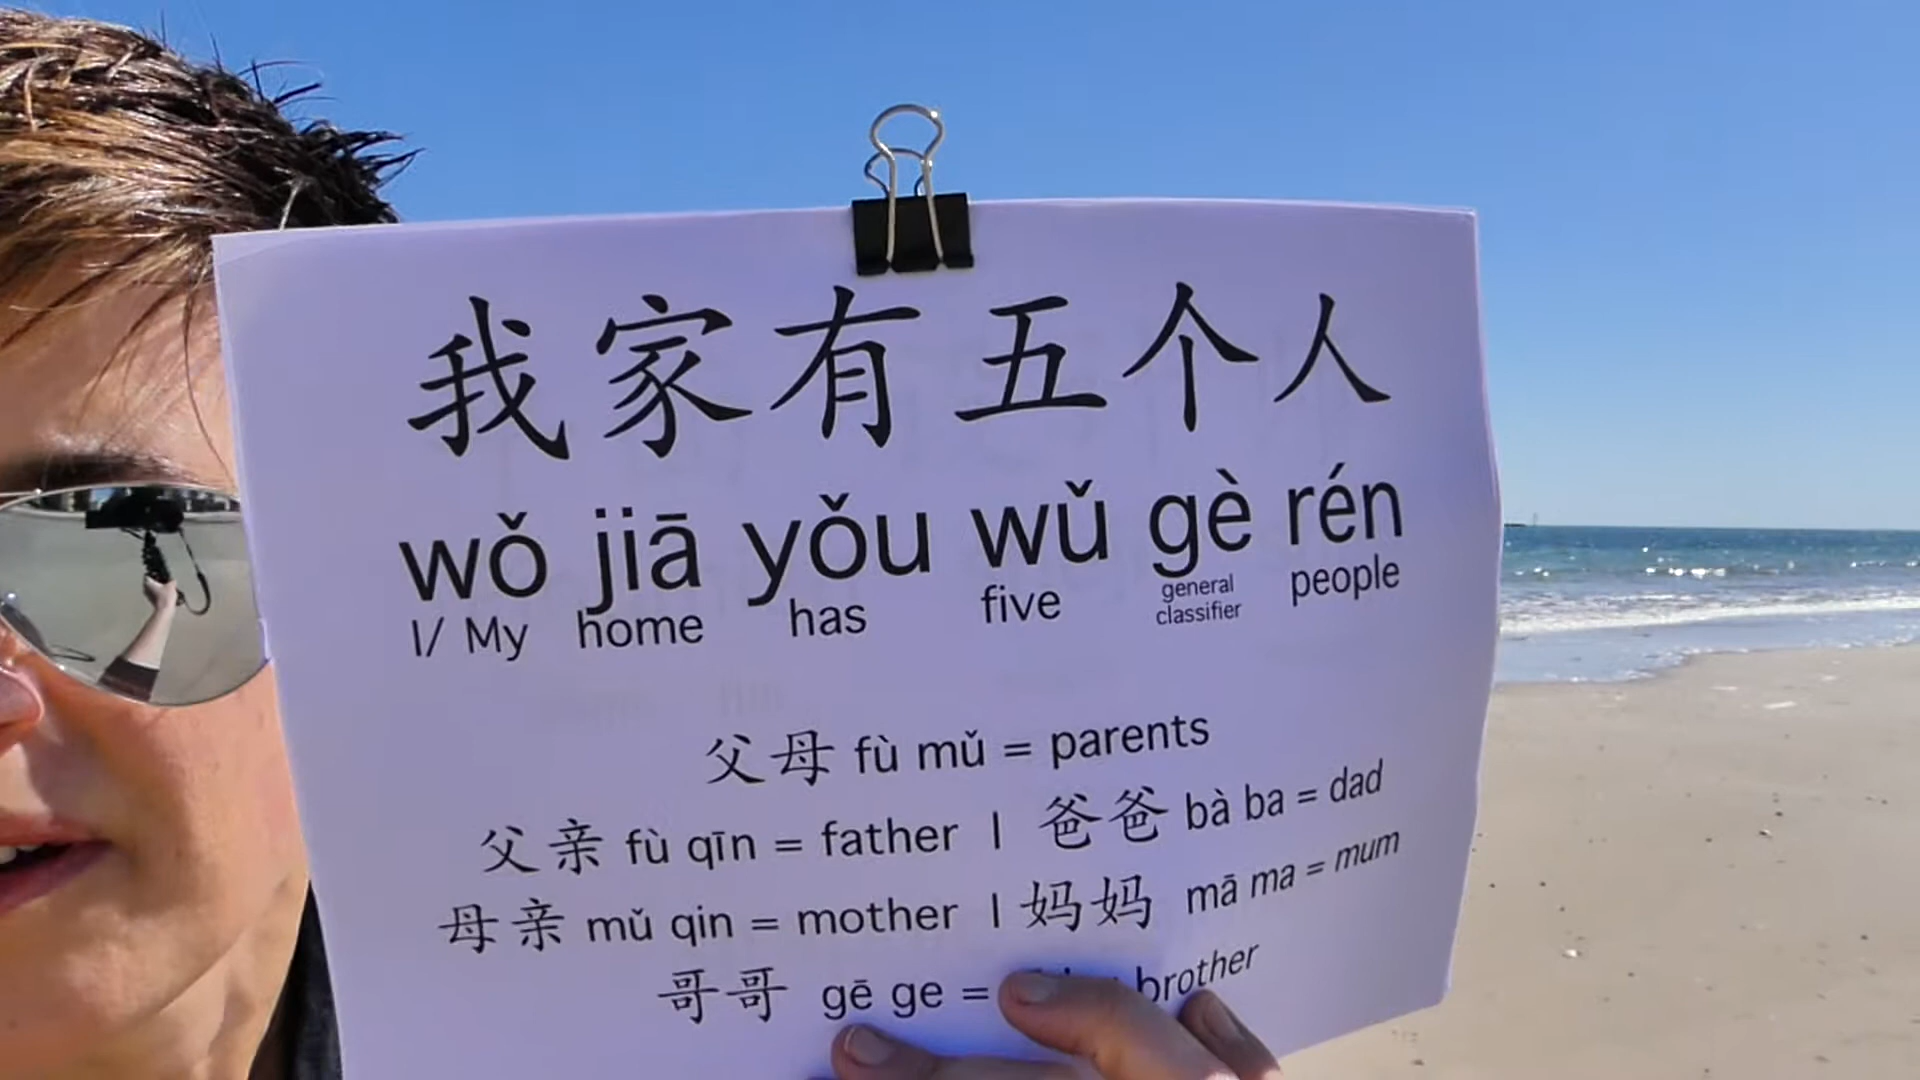 我家有五个人
wǒ jiā yǒu wǔ gè rén
I/ My home has five general classifier people
父母 fù mǔ = parents
父亲 fù qīn = father | 爸爸 bà ba = dad
母亲 mǔ qin = mother | 妈妈 mā ma = mum
哥哥 gē ge = brother